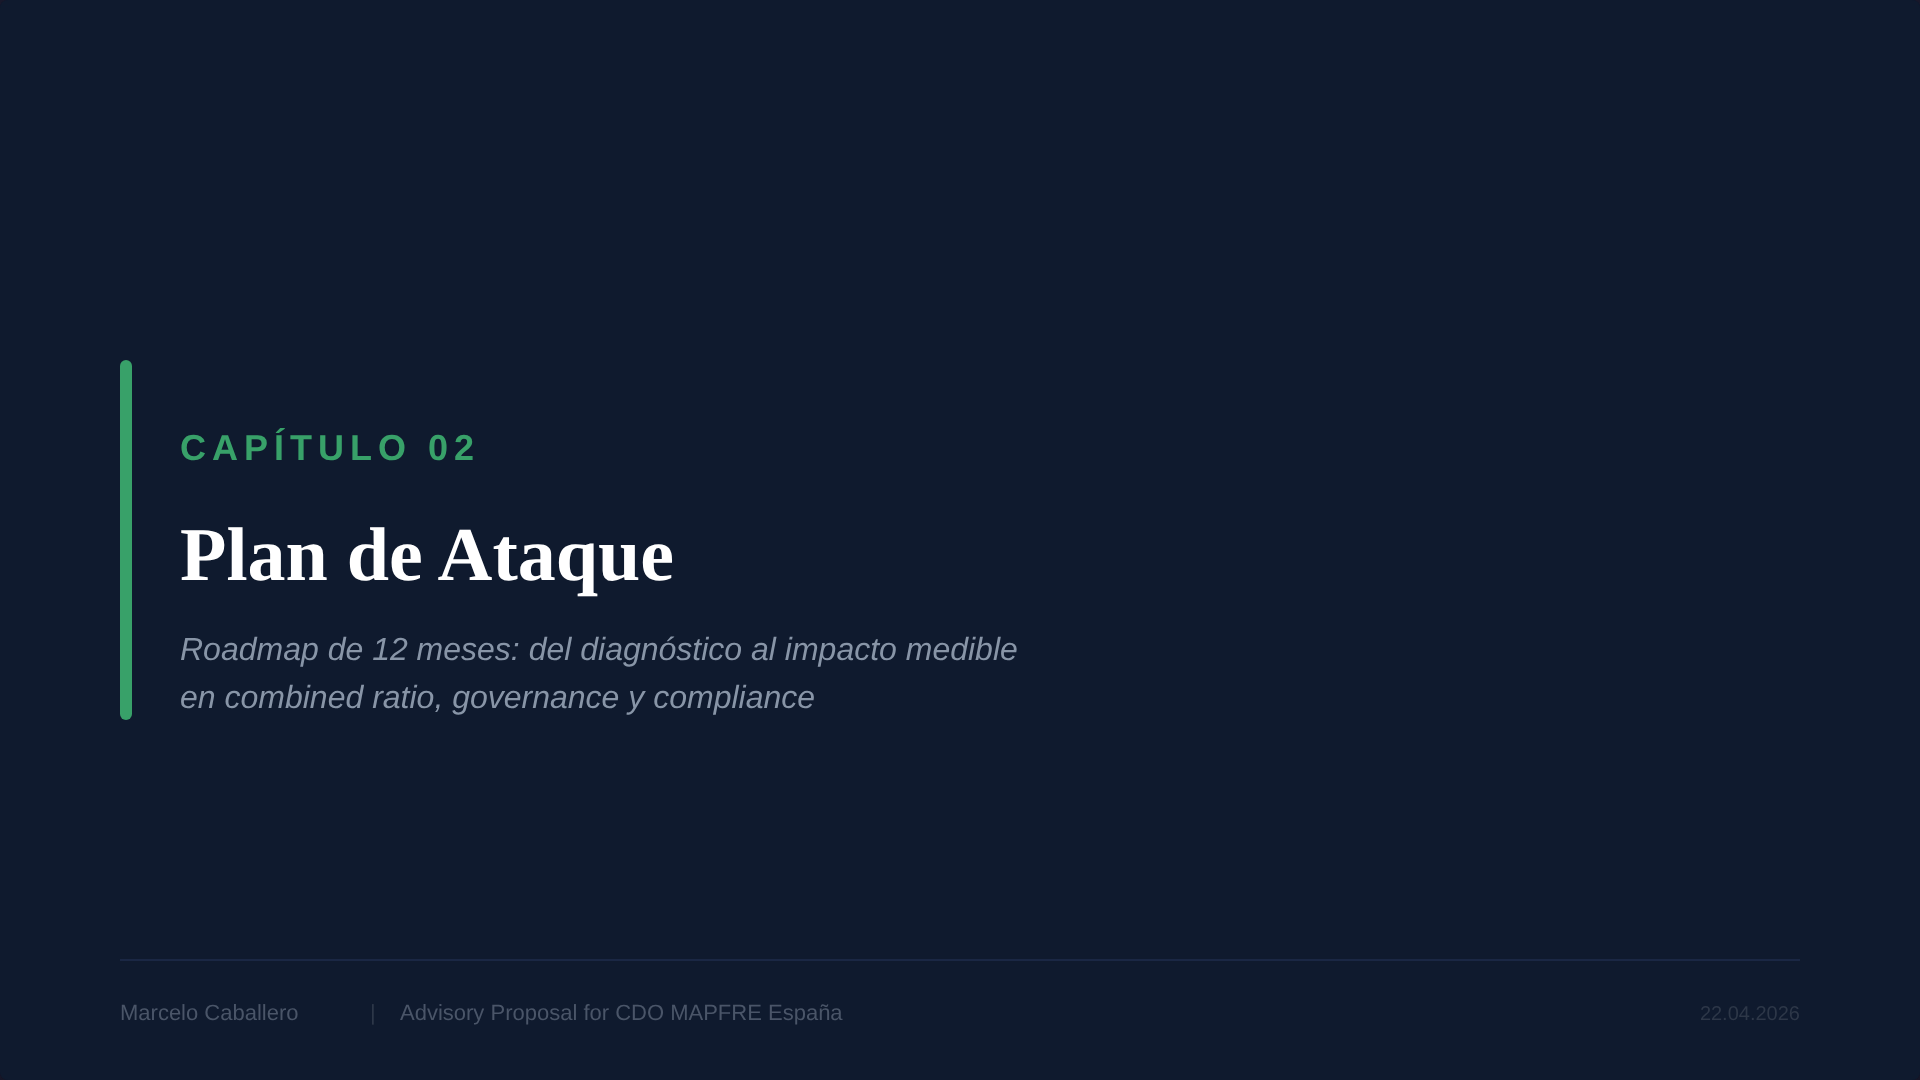 CAPÍTULO 02
Plan de Ataque
Roadmap de 12 meses: del diagnóstico al impacto medible
en combined ratio, governance y compliance
Marcelo Caballero | Advisory Proposal for CDO MAPFRE España 22.04.2026